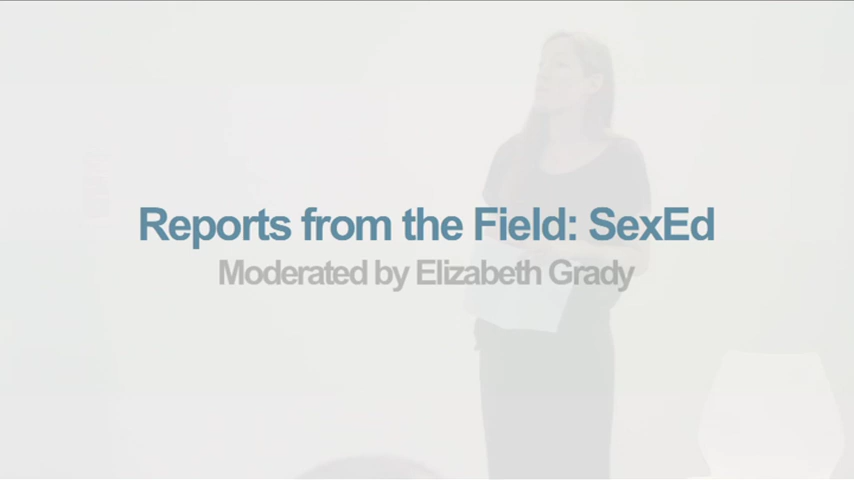 Reports from the Field: SexEd
Moderated by Elizabeth Grady